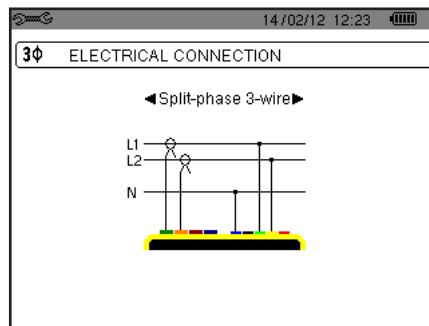 14/02/12 12:23
3Φ ELECTRICAL CONNECTION
◄Split-phase 3-wire►
L1
L2
N